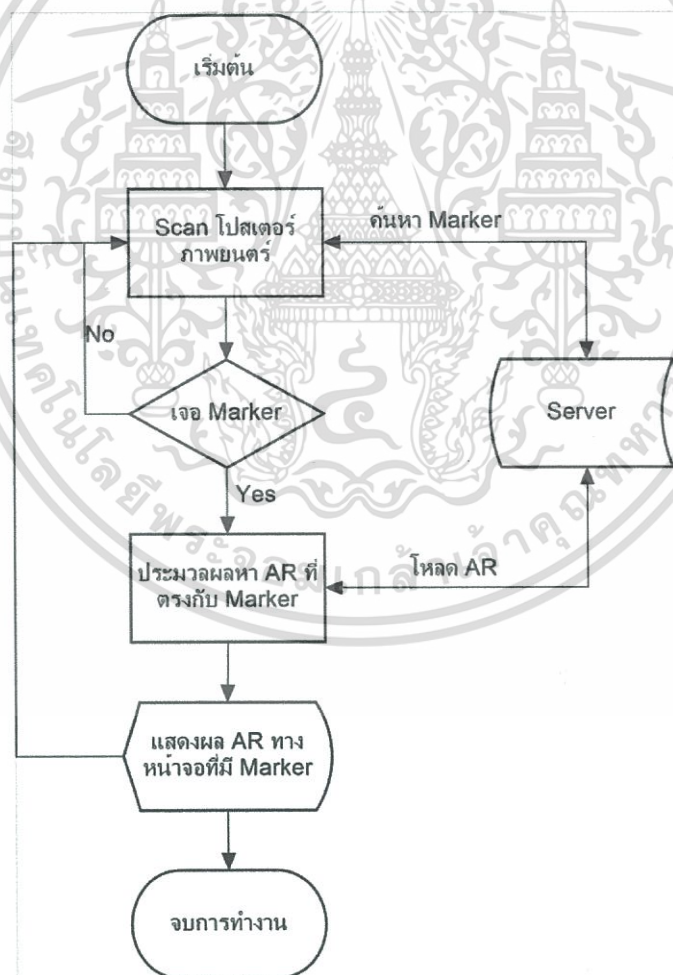 เริ่มต้น
Scan โปสเตอร์
ภาพยนตร์
ค้นหา Marker
No
เจอ Marker
Server
Yes
ประมวลผลหา AR ที่
ตรงกับ Marker
โหลด AR
แสดงผล AR ทาง
หน้าจอที่มี Marker
จบการทำงาน